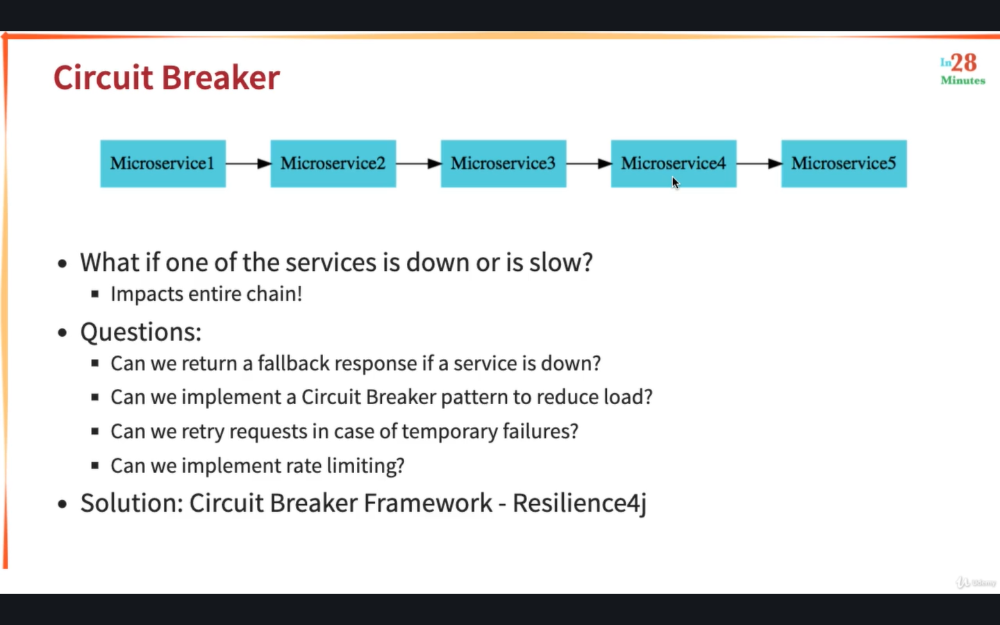 Circuit Breaker
In28
Minutes
Microservice1
Microservice2
Microservice3
Microservice4
Microservice5
• What if one of the services is down or is slow?
▪ Impacts entire chain!
• Questions:
▪ Can we return a fallback response if a service is down?
▪ Can we implement a Circuit Breaker pattern to reduce load?
▪ Can we retry requests in case of temporary failures?
▪ Can we implement rate limiting?
• Solution: Circuit Breaker Framework - Resilience4j
Udemy